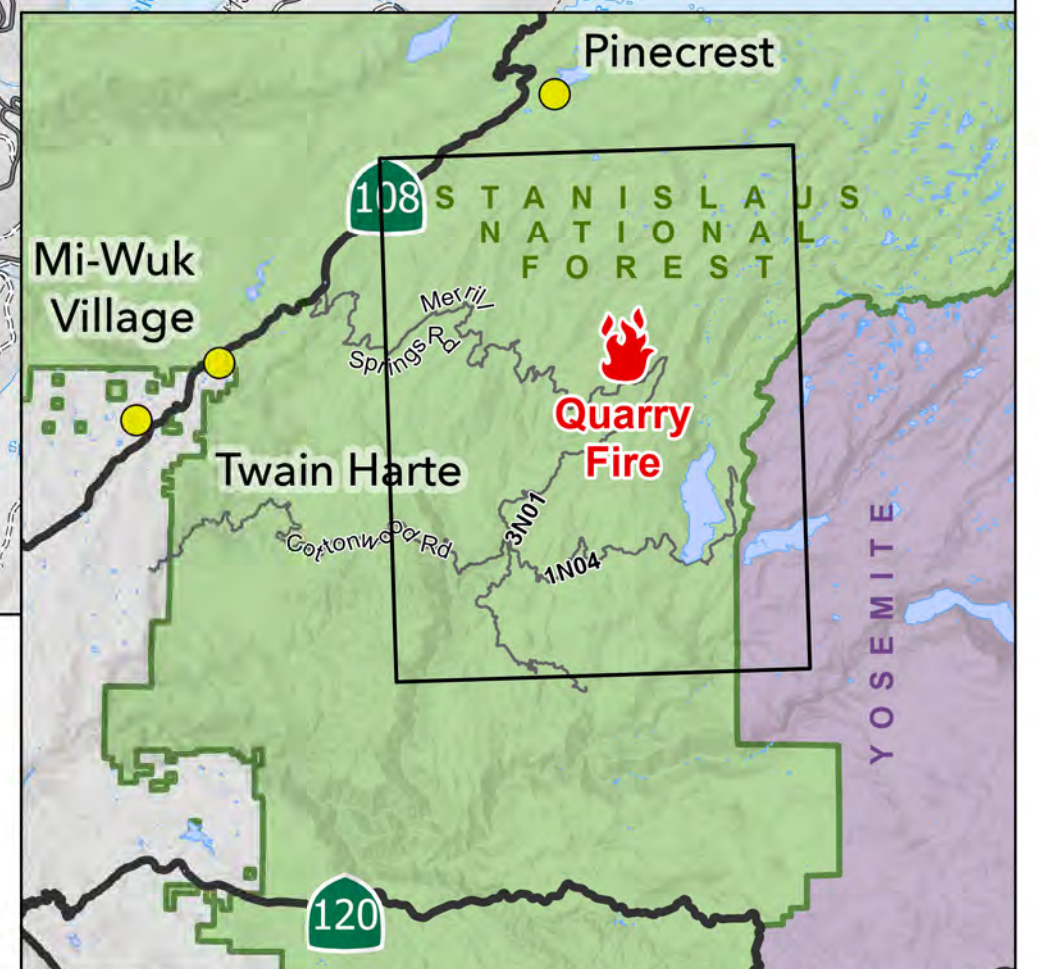 Pinecrest
108
STANISLAUS
NATIONAL
FOREST
Mi-Wuk
Village
Merril
Springs Rd
Quarry
Fire
Twain Harte
3N01
Cottonwood Rd
1N04
YOSEMITE
120